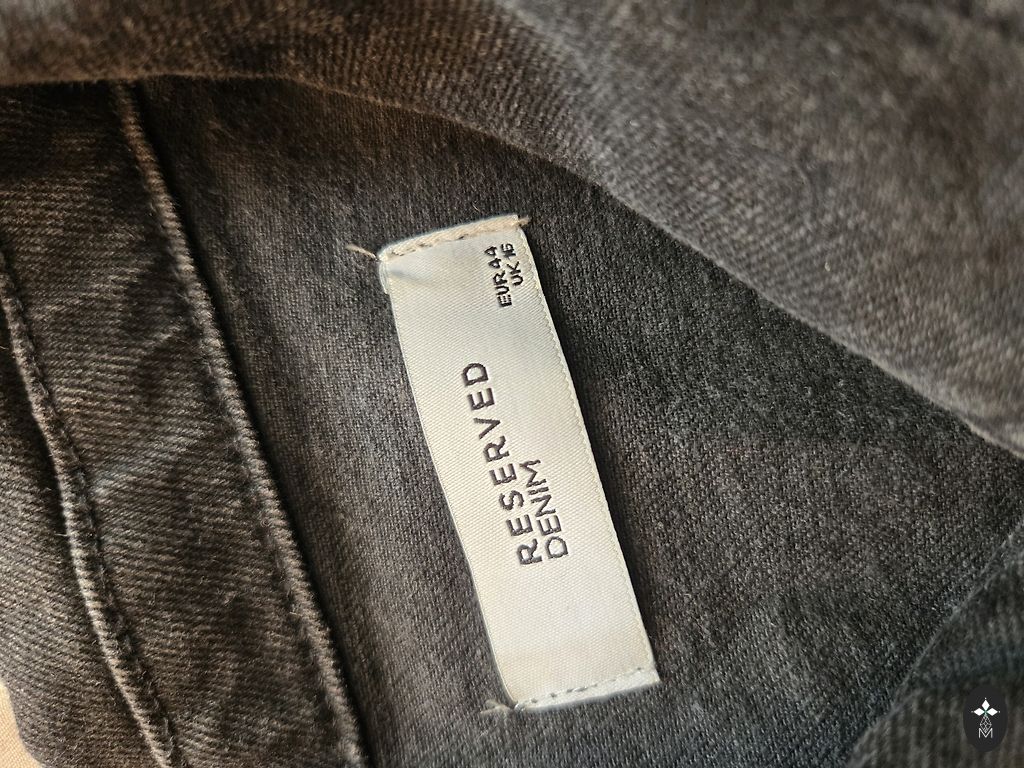 RESERVED
DENIM
EUR 44
UK 16
M